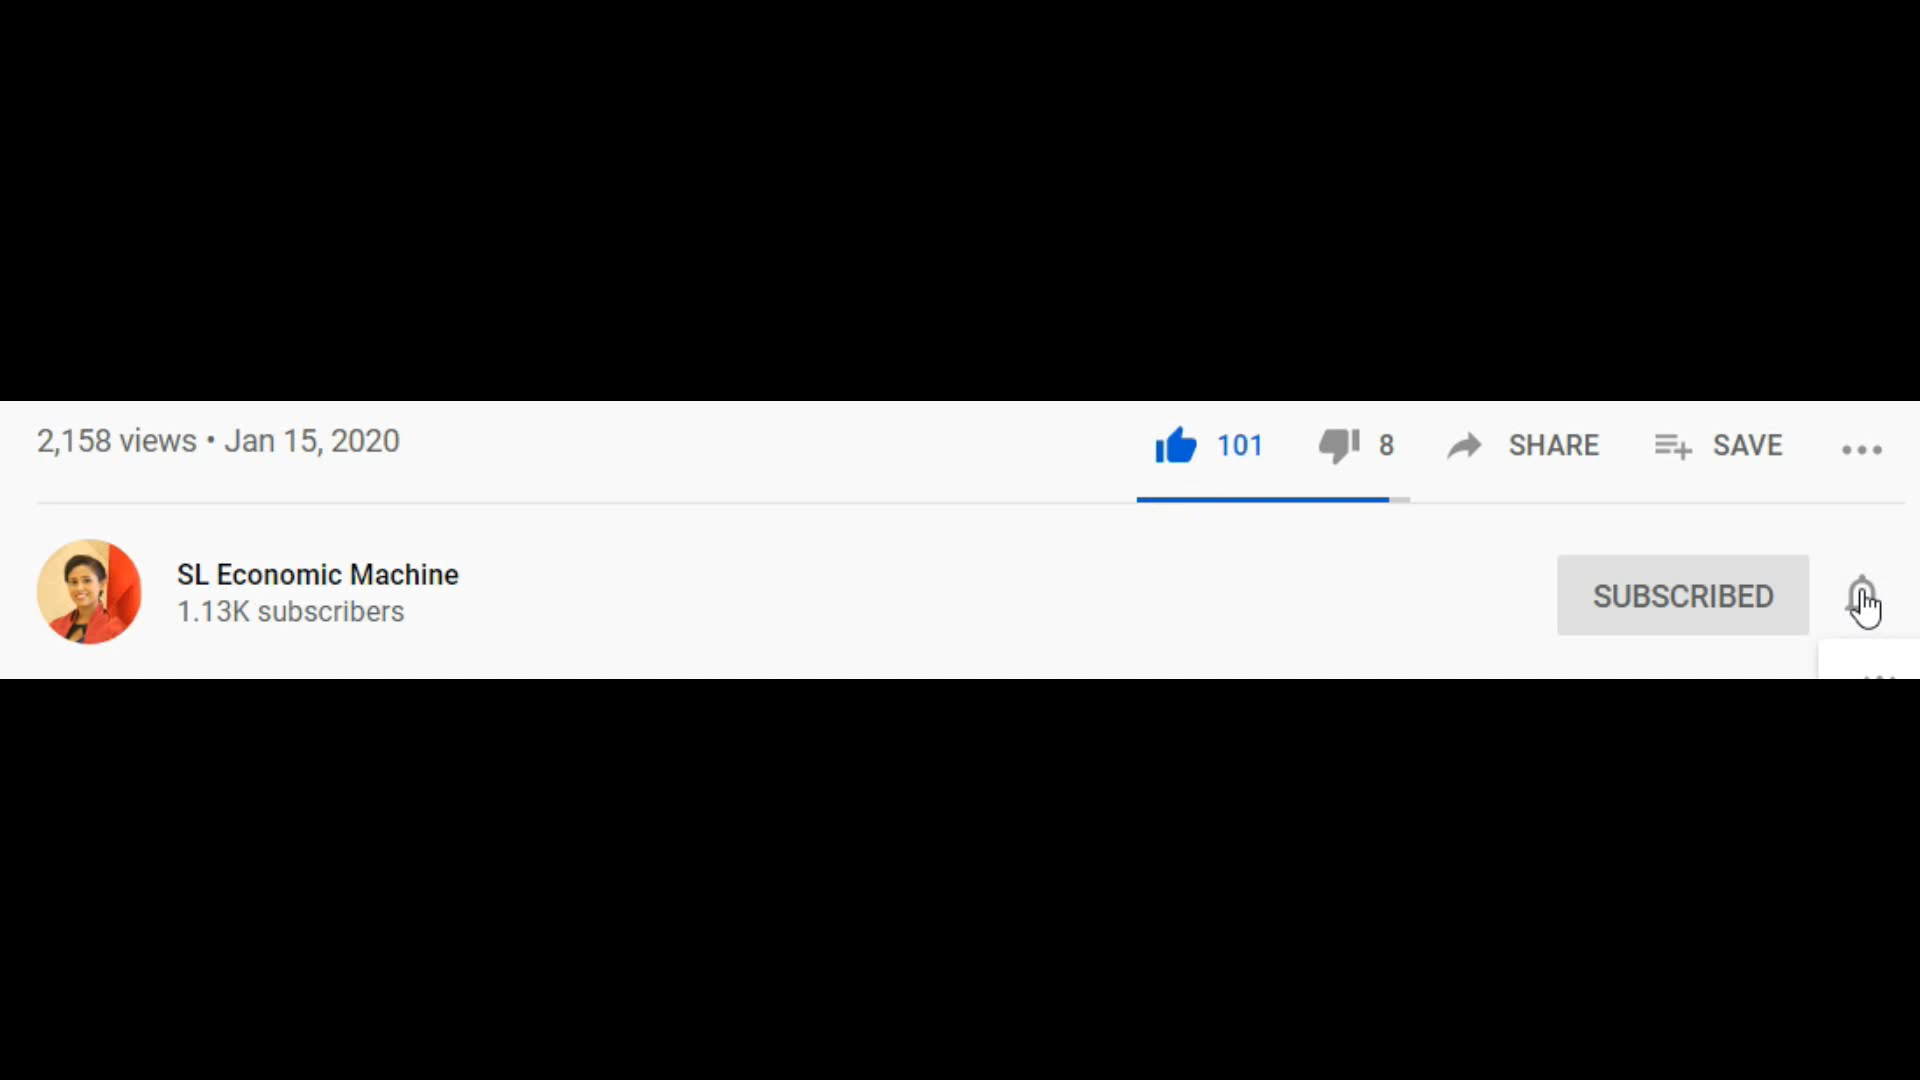 2,158 views • Jan 15, 2020
101 8 SHARE SAVE
SL Economic Machine
1.13K subscribers
SUBSCRIBED